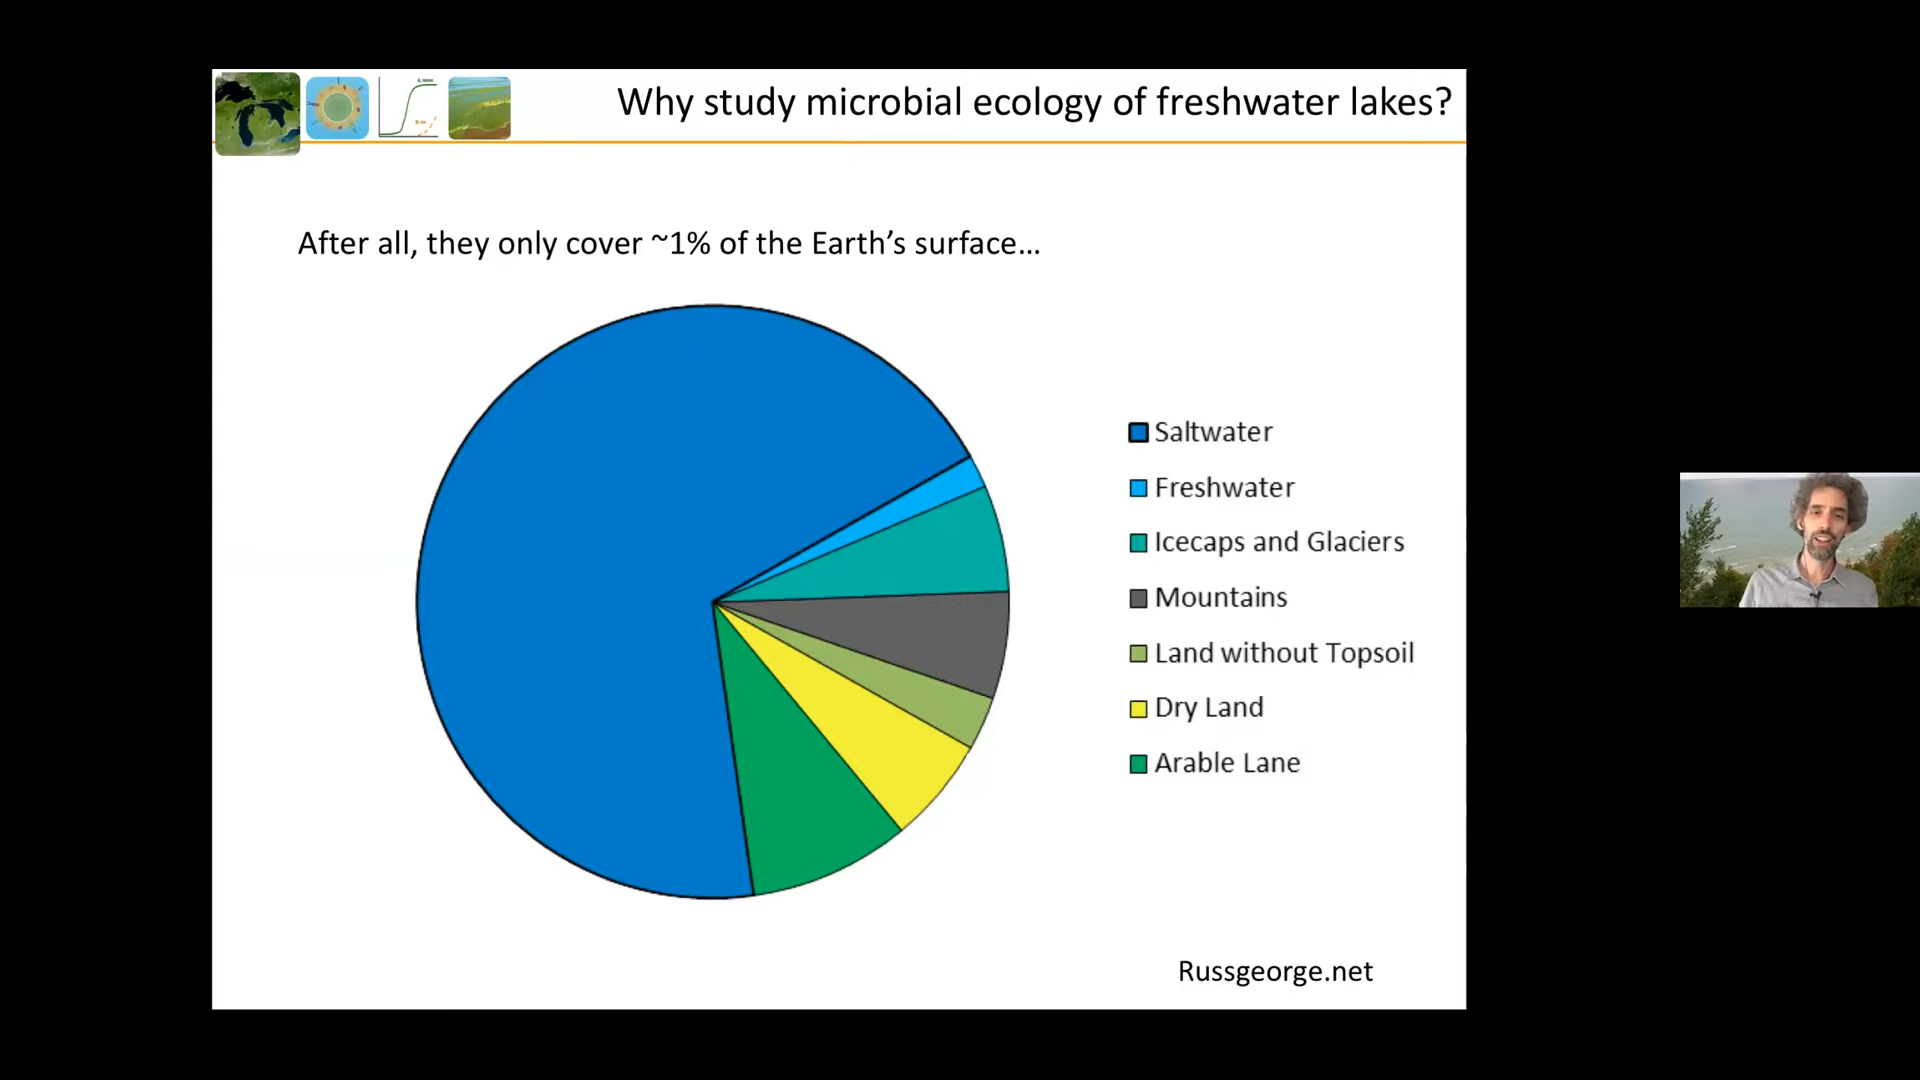 Why study microbial ecology of freshwater lakes?
After all, they only cover ~1% of the Earth’s surface...
Saltwater
Freshwater
Icecaps and Glaciers
Mountains
Land without Topsoil
Dry Land
Arable Lane
Russgeorge.net